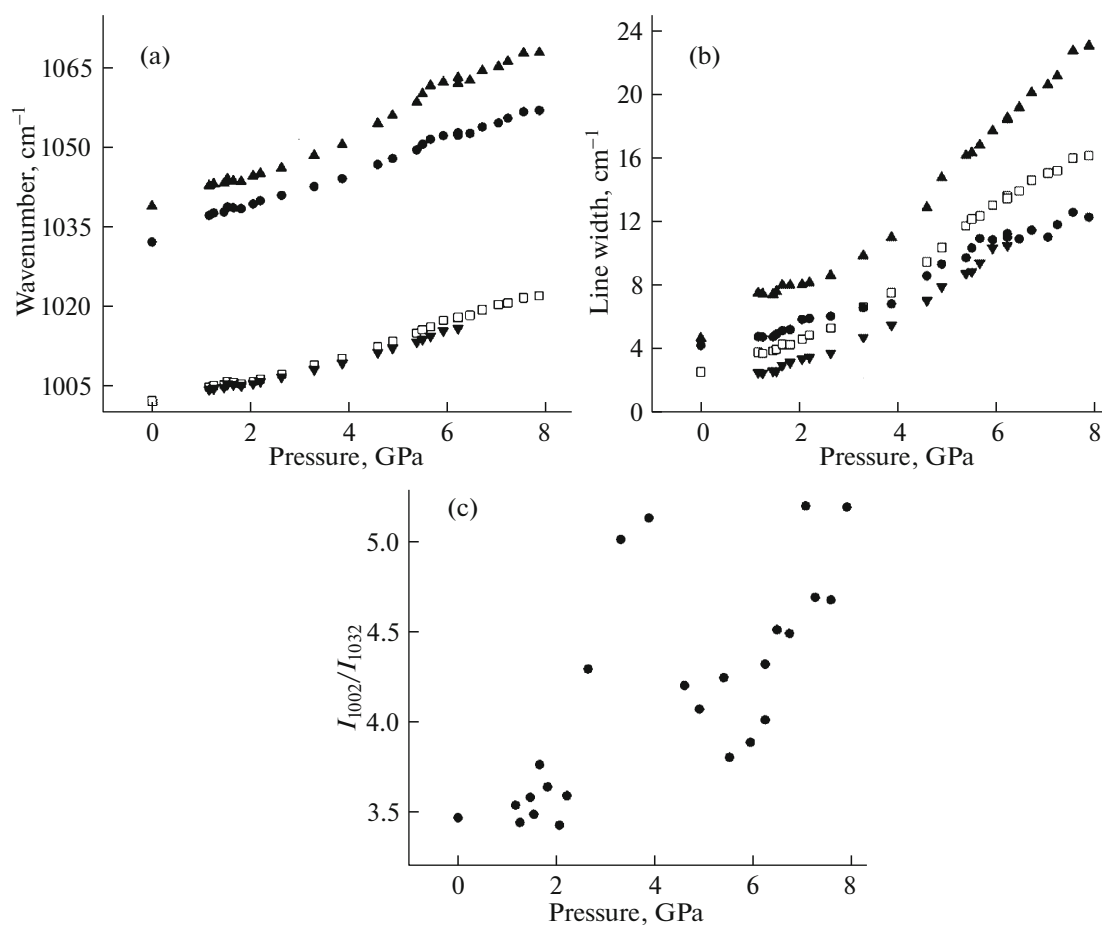 (a)
Wavenumber, cm⁻¹
1065
1050
1035
1020
1005
0 2 4 6 8
Pressure, GPa
(b)
Line width, cm⁻¹
24
20
16
12
8
4
0
0 2 4 6 8
Pressure, GPa
(c)
I₁₀₀₂/I₁₀₃₂
5.0
4.5
4.0
3.5
0 2 4 6 8
Pressure, GPa